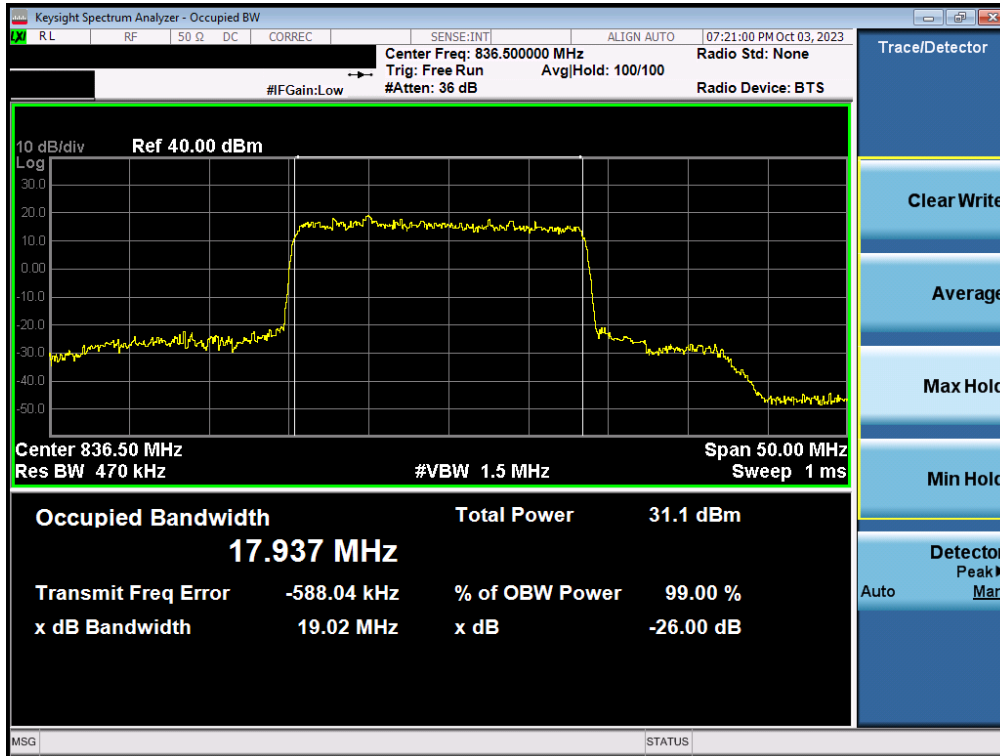 Keysight Spectrum Analyzer - Occupied BW
LXI RL RF 50 Ω DC CORREC SENSE:INT ALIGN AUTO 07:21:00 PM Oct 03, 2023
Center Freq: 836.500000 MHz Radio Std: None
Trig: Free Run Avg|Hold: 100/100
#IFGain:Low #Atten: 36 dB Radio Device: BTS
Trace/Detector
10 dB/div Ref 40.00 dBm
Log
30.0
20.0
10.0
0.00
-10.0
-20.0
-30.0
-40.0
-50.0
Center 836.50 MHz Span 50.00 MHz
Res BW 470 kHz #VBW 1.5 MHz Sweep 1 ms
Occupied Bandwidth Total Power 31.1 dBm
17.937 MHz
Transmit Freq Error -588.04 kHz % of OBW Power 99.00 %
x dB Bandwidth 19.02 MHz x dB -26.00 dB
Clear Write
Average
Max Hold
Min Hold
Detector
Peak▶
Auto Man
MSG STATUS